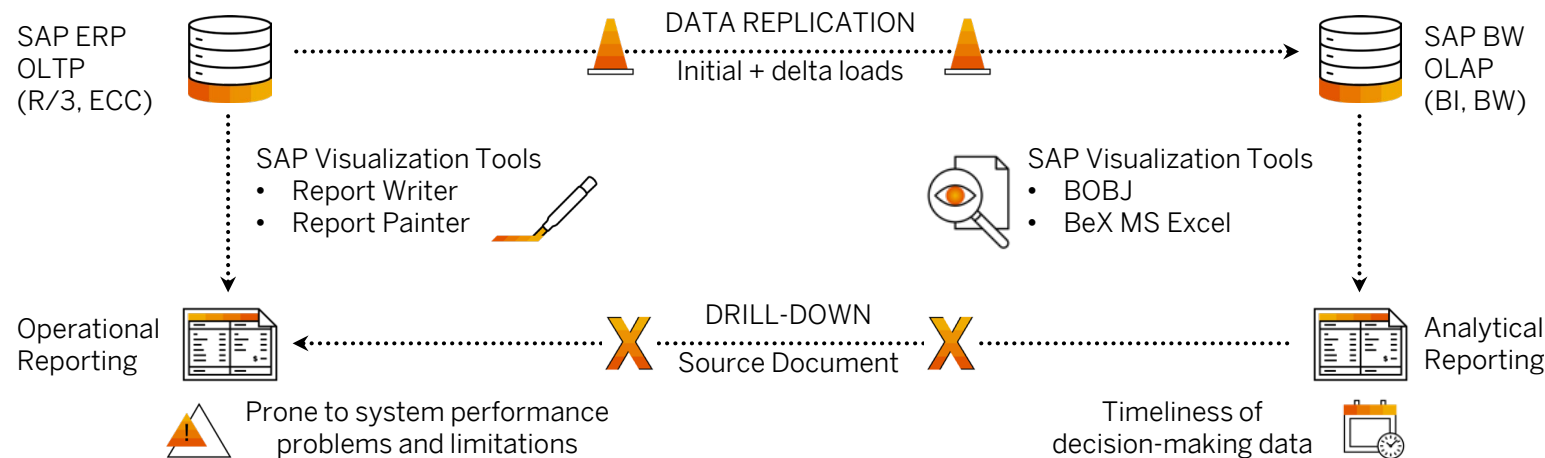 SAP ERP
OLTP
(R/3, ECC)
DATA REPLICATION
Initial + delta loads
SAP BW
OLAP
(BI, BW)
SAP Visualization Tools
• Report Writer
• Report Painter
SAP Visualization Tools
• BOBJ
• BeX MS Excel
Operational
Reporting
X
DRILL-DOWN
Source Document
X
Analytical
Reporting
!
Prone to system performance
problems and limitations
Timeliness of
decision-making data